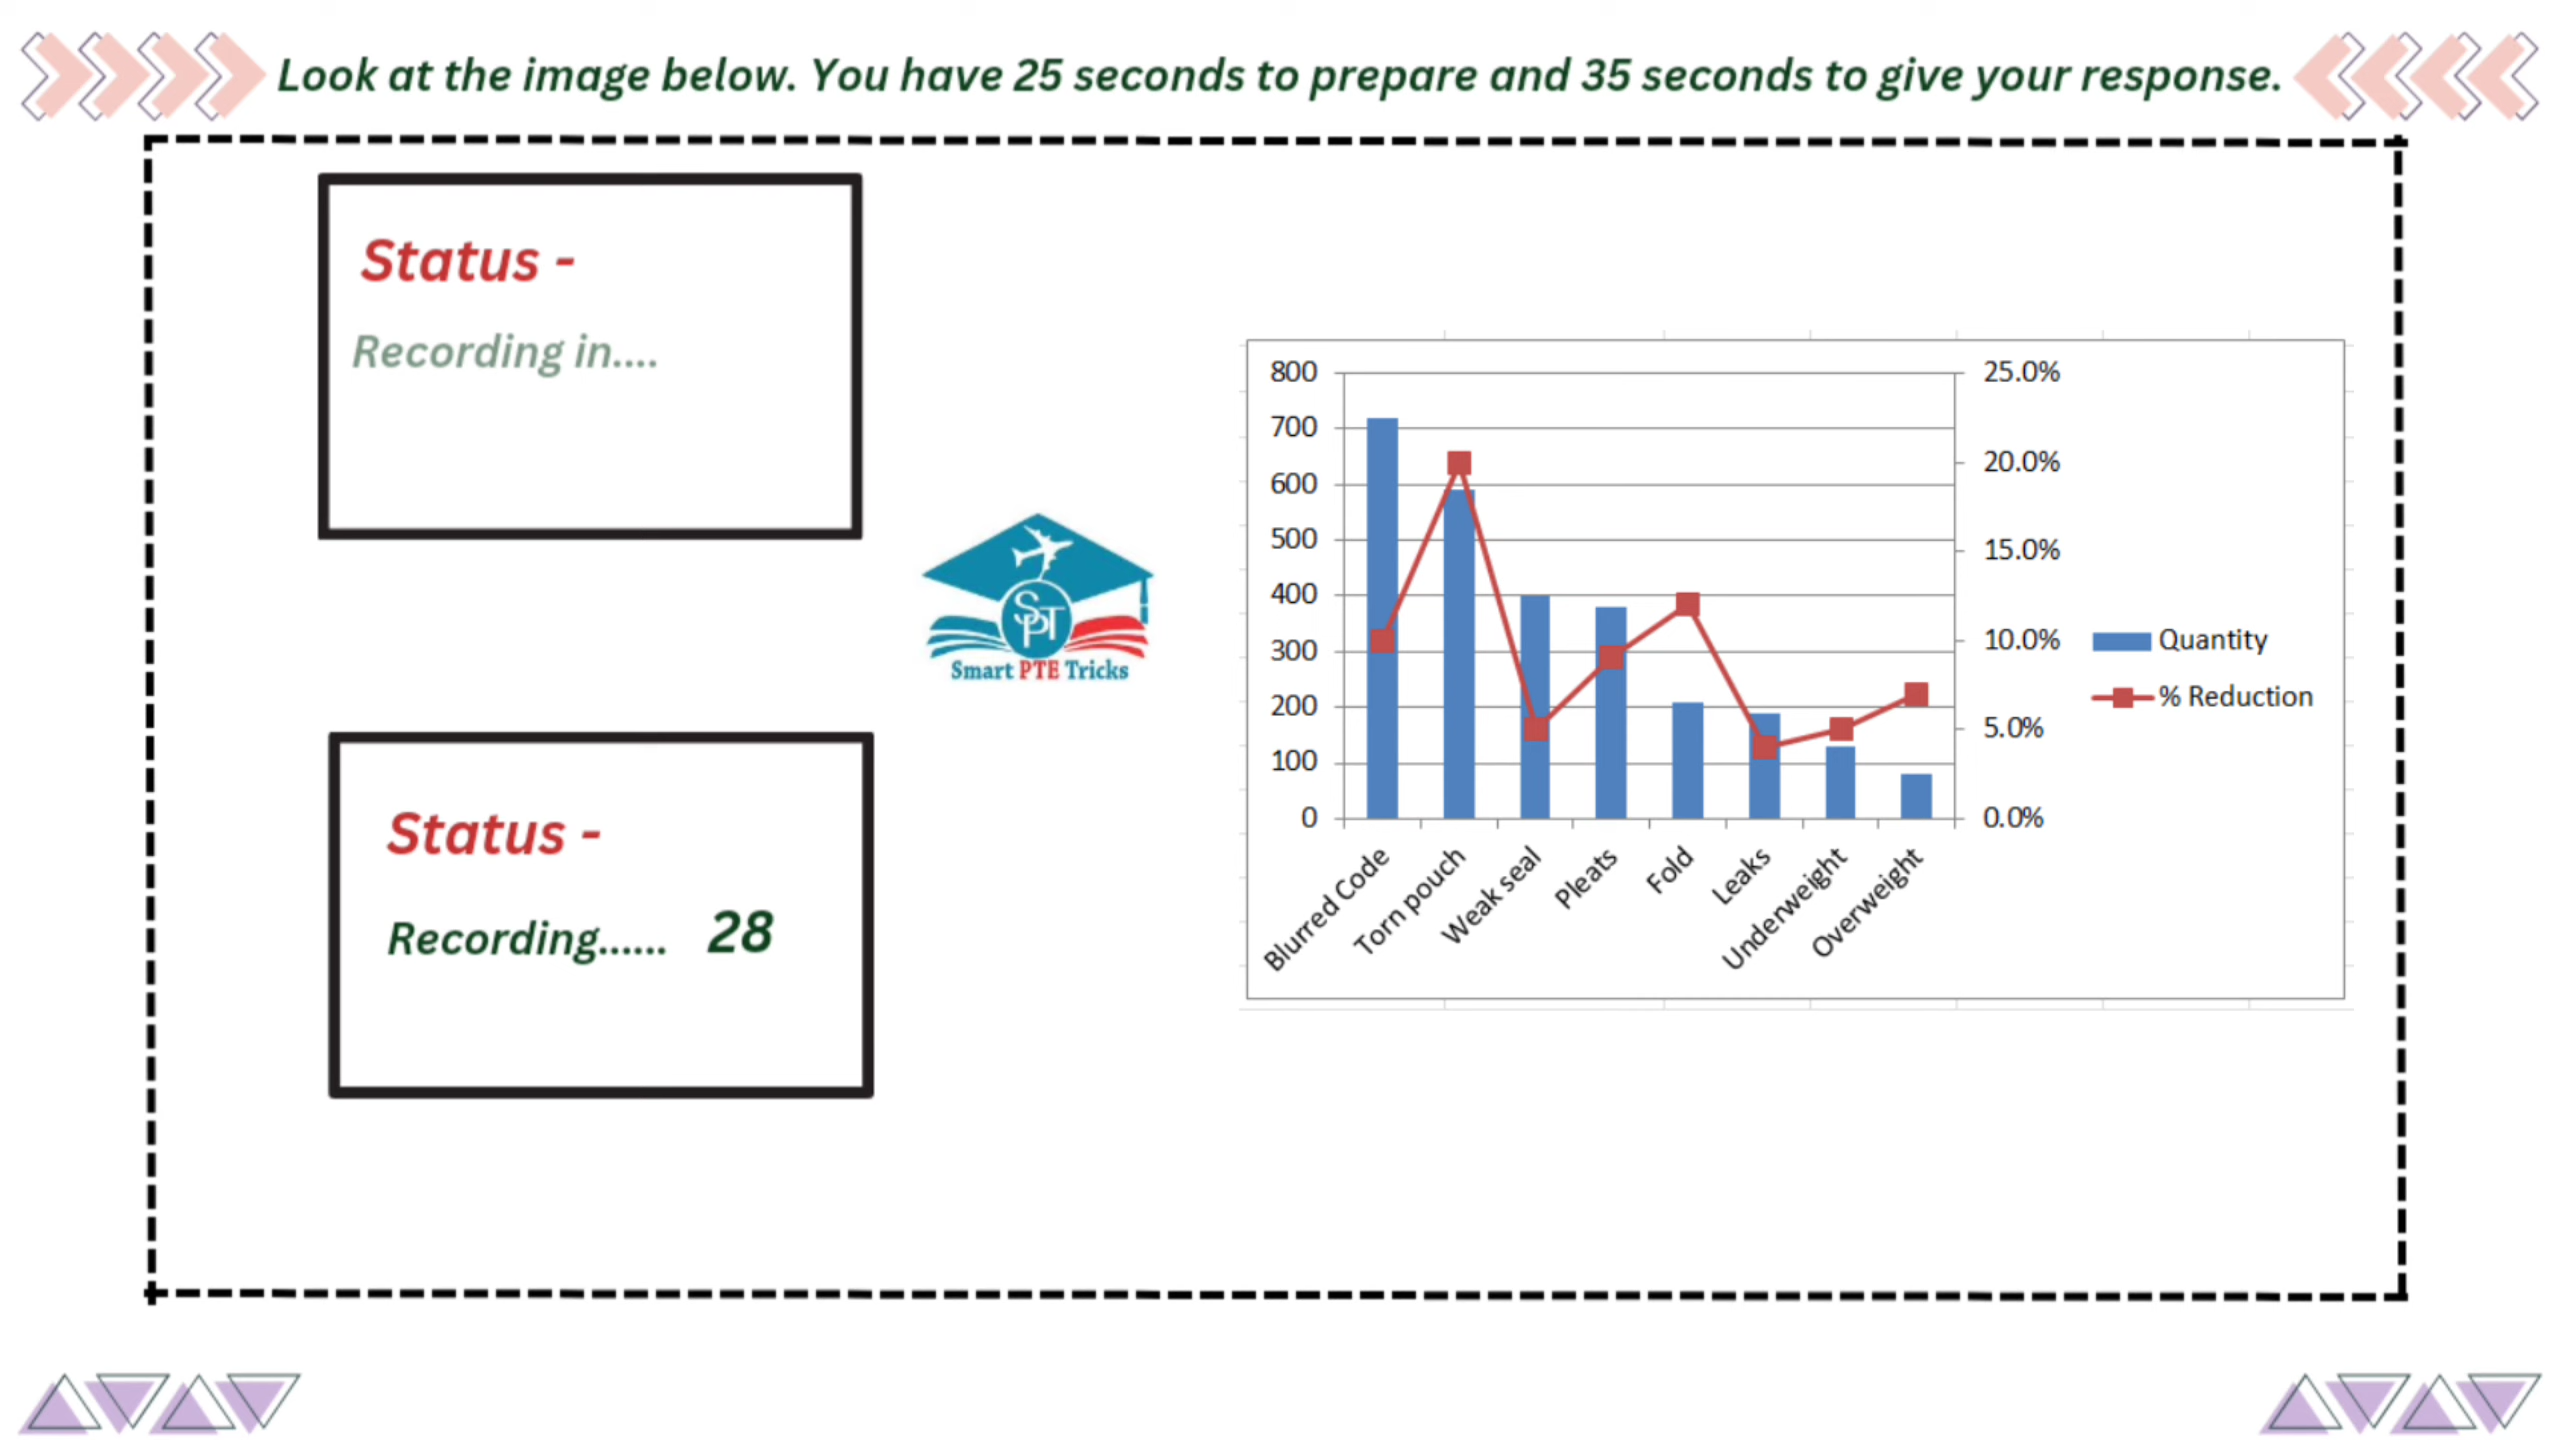 Look at the image below. You have 25 seconds to prepare and 35 seconds to give your response.
Status -
Recording in....
Status -
Recording...... 28
SPT
Smart PTE Tricks
800
700
600
500
400
300
200
100
0
25.0%
20.0%
15.0%
10.0%
5.0%
0.0%
Blurred Code
Torn pouch
Weak seal
Pleats
Fold
Leaks
Underweight
Overweight
Quantity
% Reduction